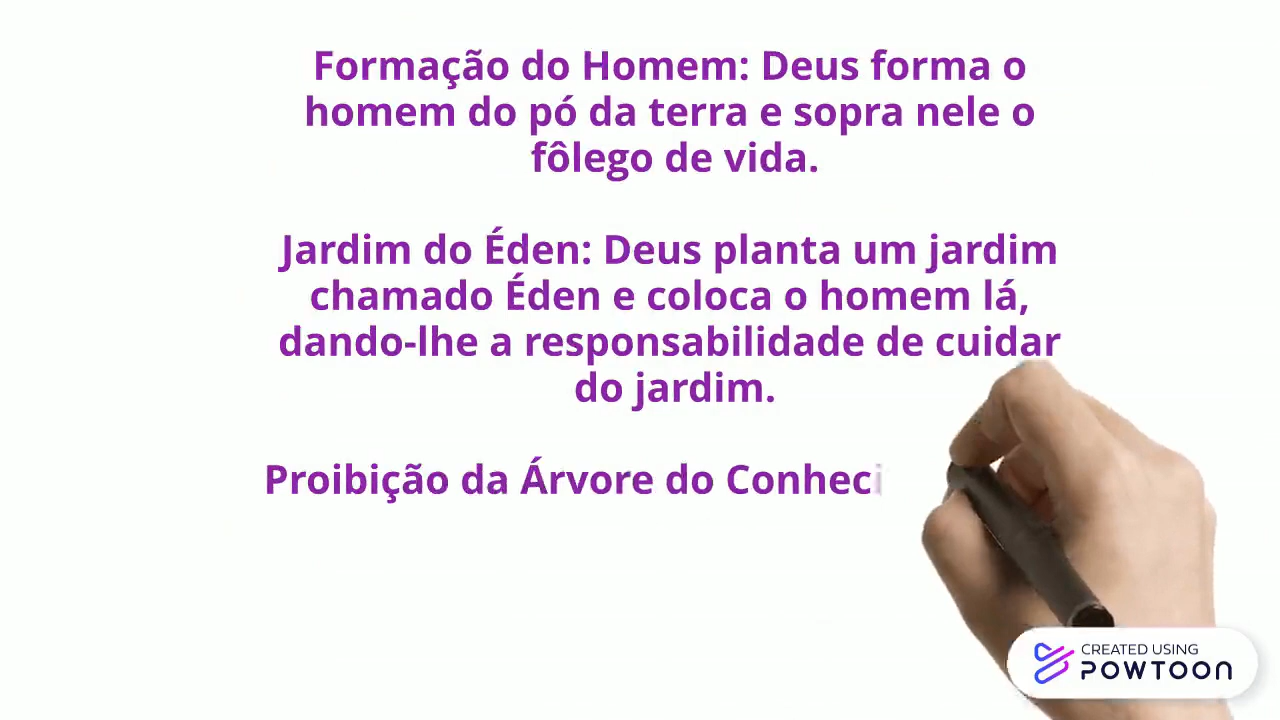 Formação do Homem: Deus forma o
homem do pó da terra e sopra nele o
fôlego de vida.
Jardim do Éden: Deus planta um jardim
chamado Éden e coloca o homem lá,
dando-lhe a responsabilidade de cuidar
do jardim.
Proibição da Árvore do Conheci
CREATED USING
POWTOON